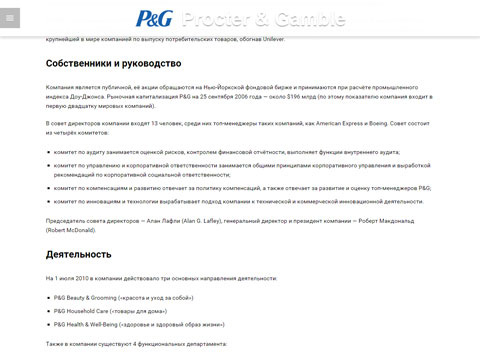 P&G Procter & Gamble
крупнейшей в мире компанией по выпуску потребительских товаров, обогнав Unilever.
Собственники и руководство
Компания является публичной, её акции обращаются на Нью-Йоркской фондовой бирже и принимаются при расчете промышленного
индекса Доу-Джонса. Рыночная капитализация P&G на 25 сентября 2006 года — около $196 млрд (по этому показателю компания входит в
первую двадцатку мировых компаний).
В совет директоров компании входят 13 человек, среди них топ-менеджеры таких компаний, как American Express и Boeing. Совет состоит
из четырёх комитетов:
комитет по аудиту занимается оценкой рисков, контролем финансовой отчётности, выполняет функции внутреннего аудита;
комитет по управлению и корпоративной ответственности занимается общими принципами корпоративного управления и выработкой
рекомендаций по корпоративной социальной ответственности;
комитет по компенсациям и развитию отвечает за политику компенсаций, а также отвечает за развитие и оценку топ-менеджеров P&G;
комитет по инновациям и технологии вырабатывает подход компании к технической и коммерческой инновационной деятельности.
Председатель совета директоров — Алан Лафли (Alan G. Lafley), генеральный директор и президент компании — Роберт Макдональд
(Robert McDonald).
Деятельность
На 1 июля 2010 в компании действовало три основных направления деятельности:
P&G Beauty & Grooming («красота и уход за собой»)
P&G Household Care («товары для дома»)
P&G Health & Well-Being («здоровье и здоровый образ жизни»)
Также в компании существуют 4 функциональных департамента: